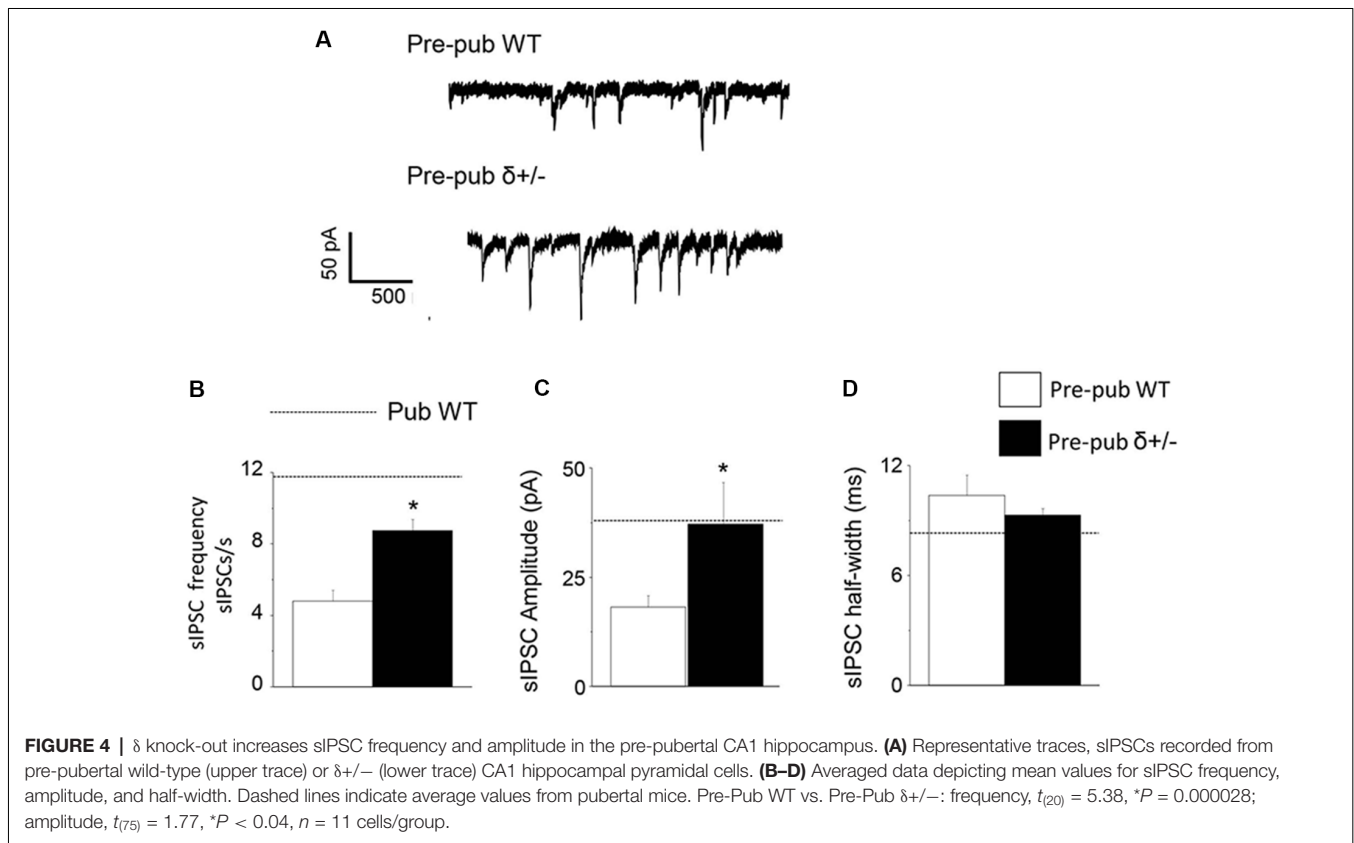 A
Pre-pub WT
Pre-pub δ+/-
50 pA
500
B
Pub WT
sIPSC frequency
sIPSCs/s
12
8
4
0
*
C
sIPSC Amplitude (pA)
50
25
0
*
D
Pre-pub WT
Pre-pub δ+/-
sIPSC half-width (ms)
12
6
0
FIGURE 4 | δ knock-out increases sIPSC frequency and amplitude in the pre-pubertal CA1 hippocampus. (A) Representative traces, sIPSCs recorded from
pre-pubertal wild-type (upper trace) or δ+/− (lower trace) CA1 hippocampal pyramidal cells. (B–D) Averaged data depicting mean values for sIPSC frequency,
amplitude, and half-width. Dashed lines indicate average values from pubertal mice. Pre-Pub WT vs. Pre-Pub δ+/−: frequency, t(20) = 5.38, *P = 0.000028;
amplitude, t(75) = 1.77, *P < 0.04, n = 11 cells/group.